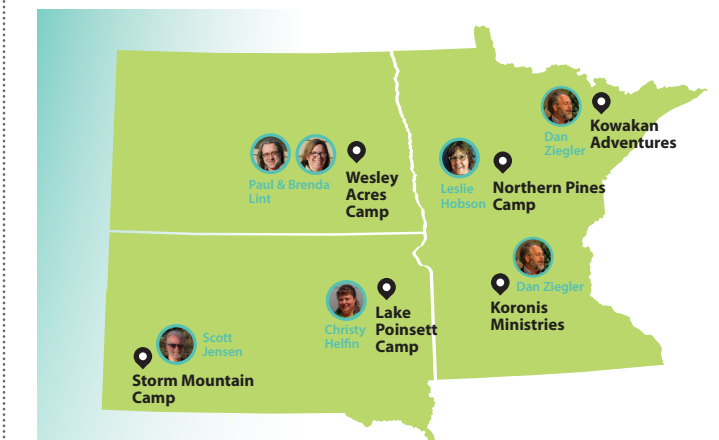 Dan
Ziegler
Kowakan
Adventures
Paul & Brenda
Lint
Wesley
Acres
Camp
Leslie
Hobson
Northern Pines
Camp
Dan Ziegler
Koronis
Ministries
Christy
Helfin
Lake
Poinsett
Camp
Scott
Jensen
Storm Mountain
Camp